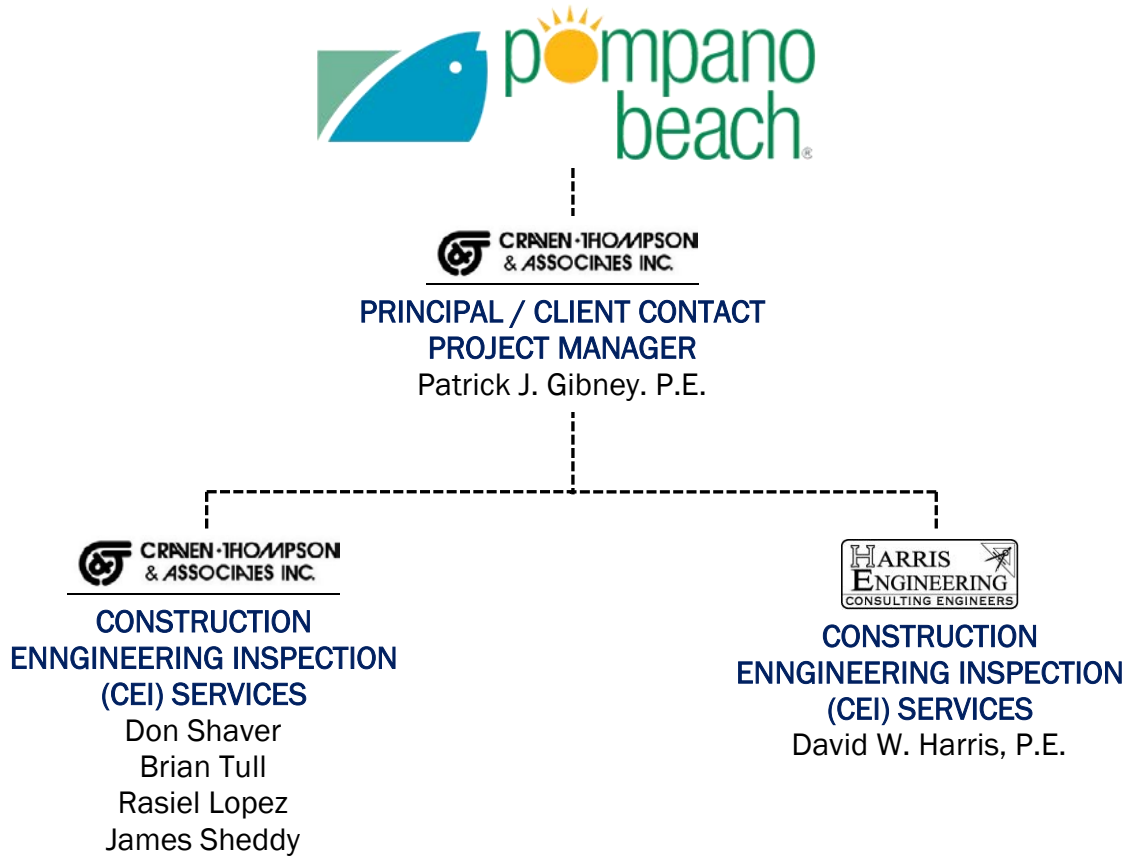 pompano
beach®
CRAVEN·THOMPSON
& ASSOCIATES INC.
PRINCIPAL / CLIENT CONTACT
PROJECT MANAGER
Patrick J. Gibney. P.E.
CRAVEN·THOMPSON
& ASSOCIATES INC.
CONSTRUCTION
ENNGINEERING INSPECTION
(CEI) SERVICES
Don Shaver
Brian Tull
Rasiel Lopez
James Sheddy
HARRIS
ENGINEERING
CONSULTING ENGINEERS
CONSTRUCTION
ENNGINEERING INSPECTION
(CEI) SERVICES
David W. Harris, P.E.